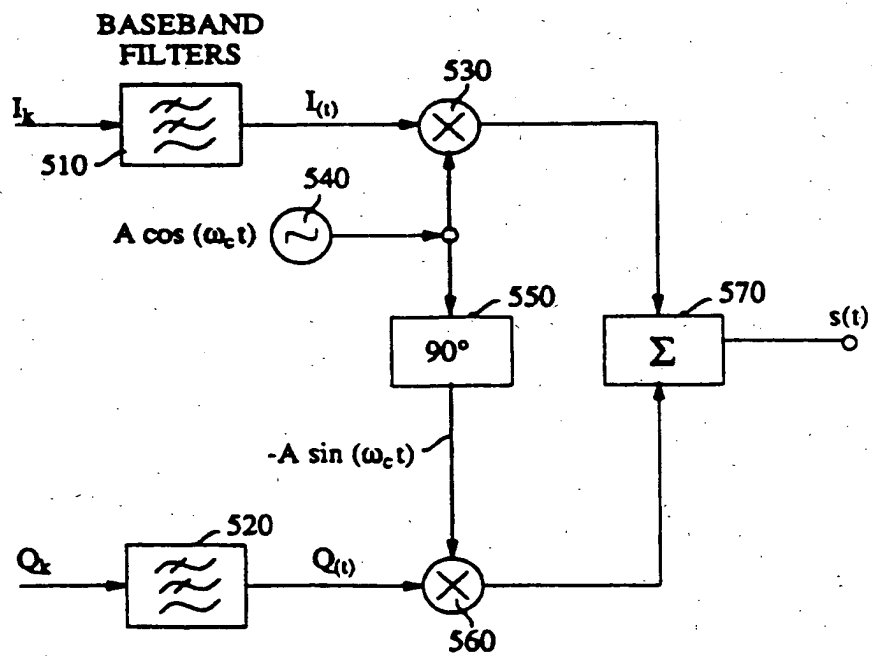 BASEBAND
FILTERS
530
I_k
I_(t)
510
540
A cos (ω_c t)
550
570
s(t)
90°
Σ
-A sin (ω_c t)
520
Q_k
Q_(t)
560